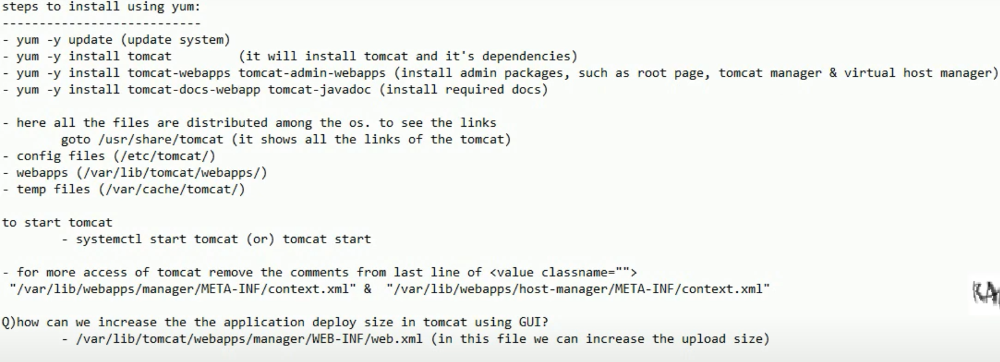 steps to install using yum:
---------------------------
- yum -y update (update system)
- yum -y install tomcat         (it will install tomcat and it's dependencies)
- yum -y install tomcat-webapps tomcat-admin-webapps (install admin packages, such as root page, tomcat manager & virtual host manager)
- yum -y install tomcat-docs-webapp tomcat-javadoc (install required docs)

- here all the files are distributed among the os. to see the links
        goto /usr/share/tomcat (it shows all the links of the tomcat)
- config files (/etc/tomcat/)
- webapps (/var/lib/tomcat/webapps/)
- temp files (/var/cache/tomcat/)

to start tomcat
        - systemctl start tomcat (or) tomcat start

- for more access of tomcat remove the comments from last line of <value classname="">
 "/var/lib/webapps/manager/META-INF/context.xml" &  "/var/lib/webapps/host-manager/META-INF/context.xml"

Q)how can we increase the the application deploy size in tomcat using GUI?
        - /var/lib/tomcat/webapps/manager/WEB-INF/web.xml (in this file we can increase the upload size)